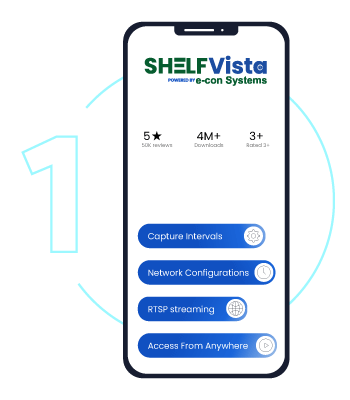 1
SHELFVista
POWERED BY e-con Systems
5★ 4M+ 3+
50K reviews Downloads Rated 3+
Capture Intervals
Network Configurations
RTSP streaming
Access From Anywhere